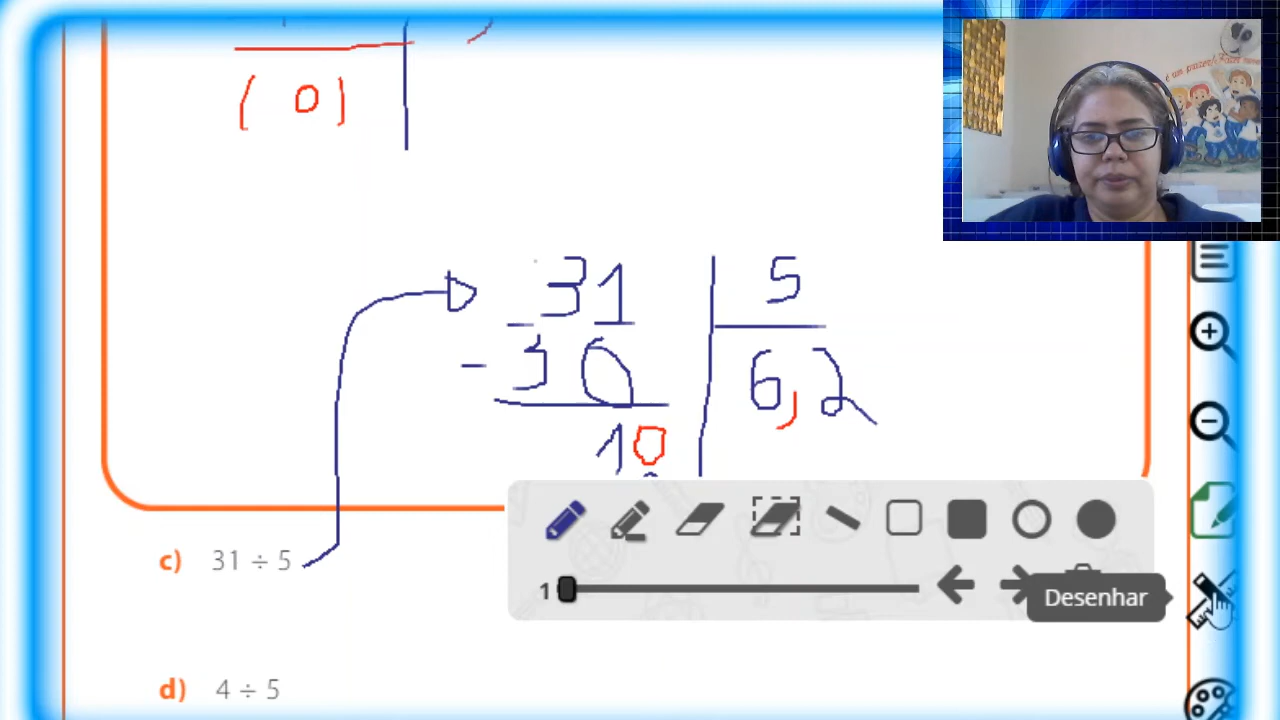 ( 0 )
31 5
- 30 6,2
10
c) 31 ÷ 5
1
Desenhar
d) 4 ÷ 5